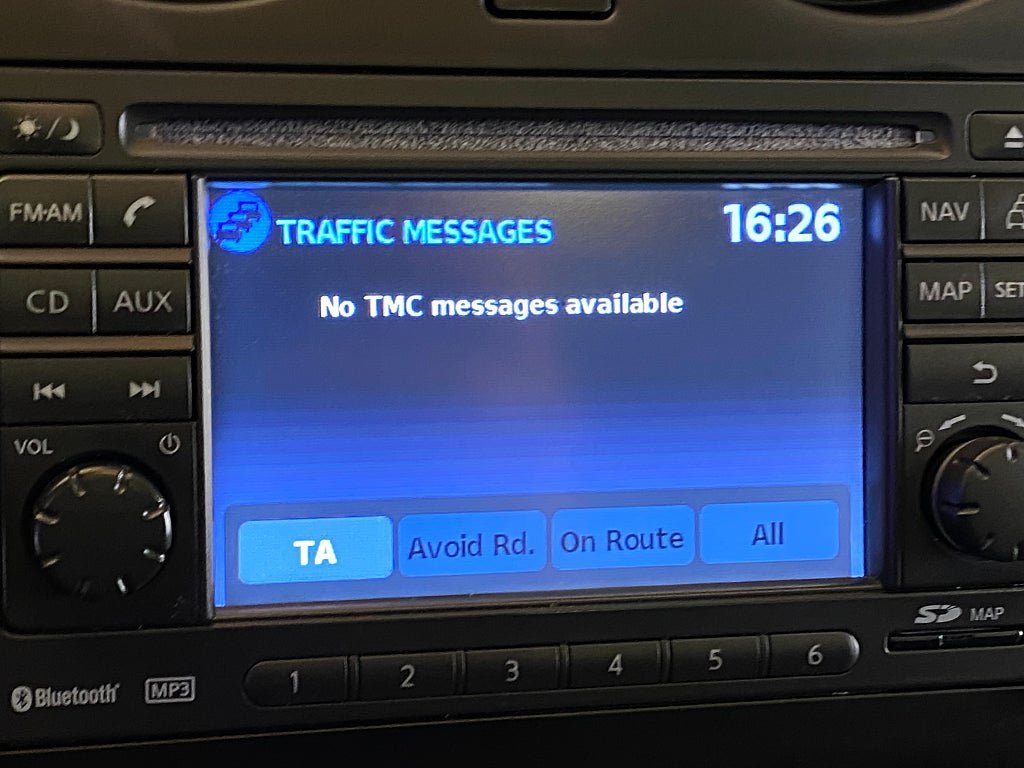 FM·AM
NAV
TRAFFIC MESSAGES 16:26
CD AUX
MAP
No TMC messages available
VOL
TA Avoid Rd. On Route All
SD MAP
1 2 3 4 5 6
Bluetooth® MP3